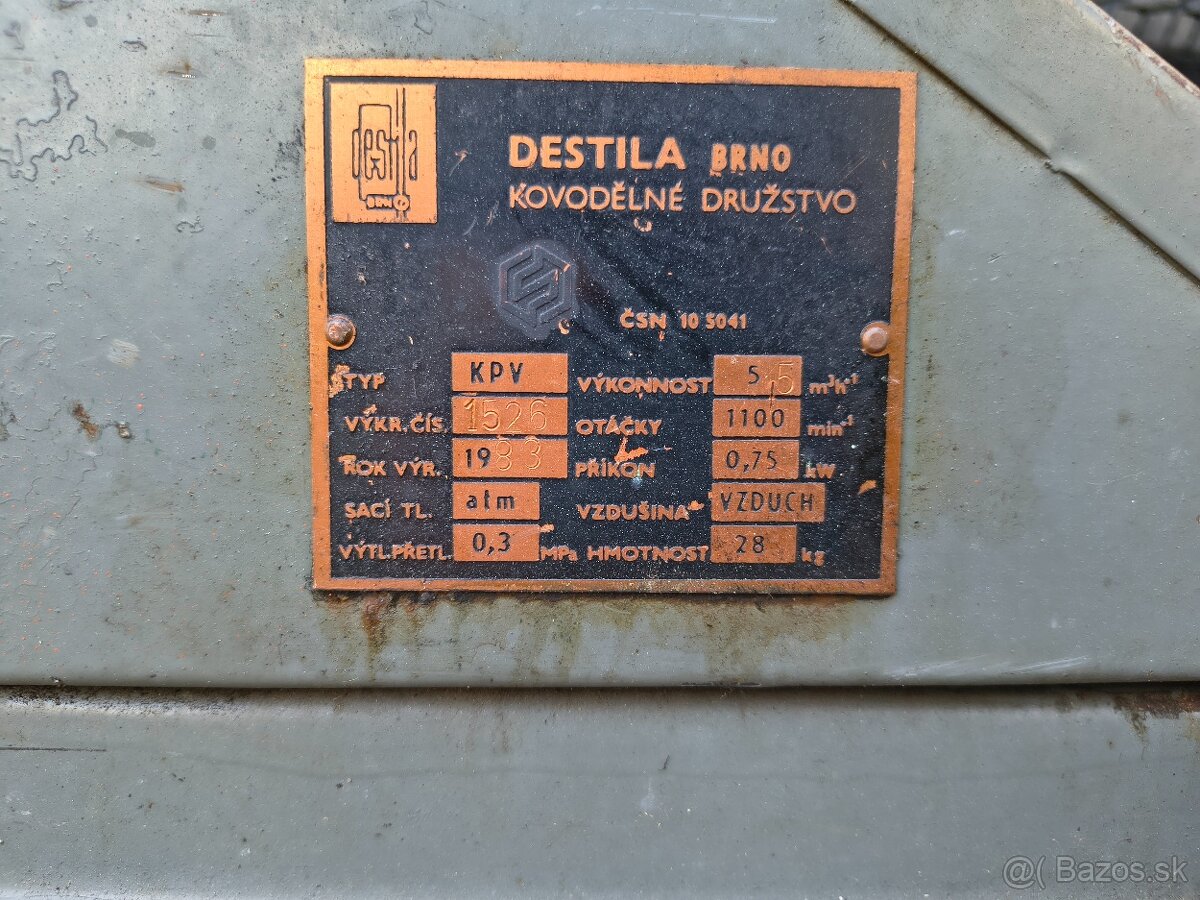 destila
BRNO
DESTILA BRNO
KOVODĚLNÉ DRUŽSTVO
ČSN 10 5041
TYP KPV VÝKONNOST 5,5 m³h⁻¹
VÝKR. ČÍS. 1526 OTÁČKY 1100 min⁻¹
ROK VÝR. 1983 PŘÍKON 0,75 kW
SACÍ TL. atm VZDUŠINA VZDUCH
VÝTL.PŘETL. 0,3 MPa HMOTNOST 28 kg
@( Bazos.sk